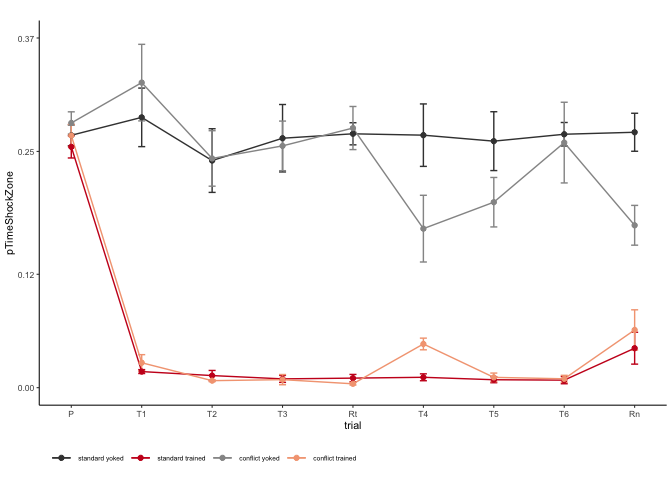 0.37
0.25
0.12
0.00
pTimeShockZone
P T1 T2 T3 Rt T4 T5 T6 Rn
trial
standard yoked standard trained conflict yoked conflict trained